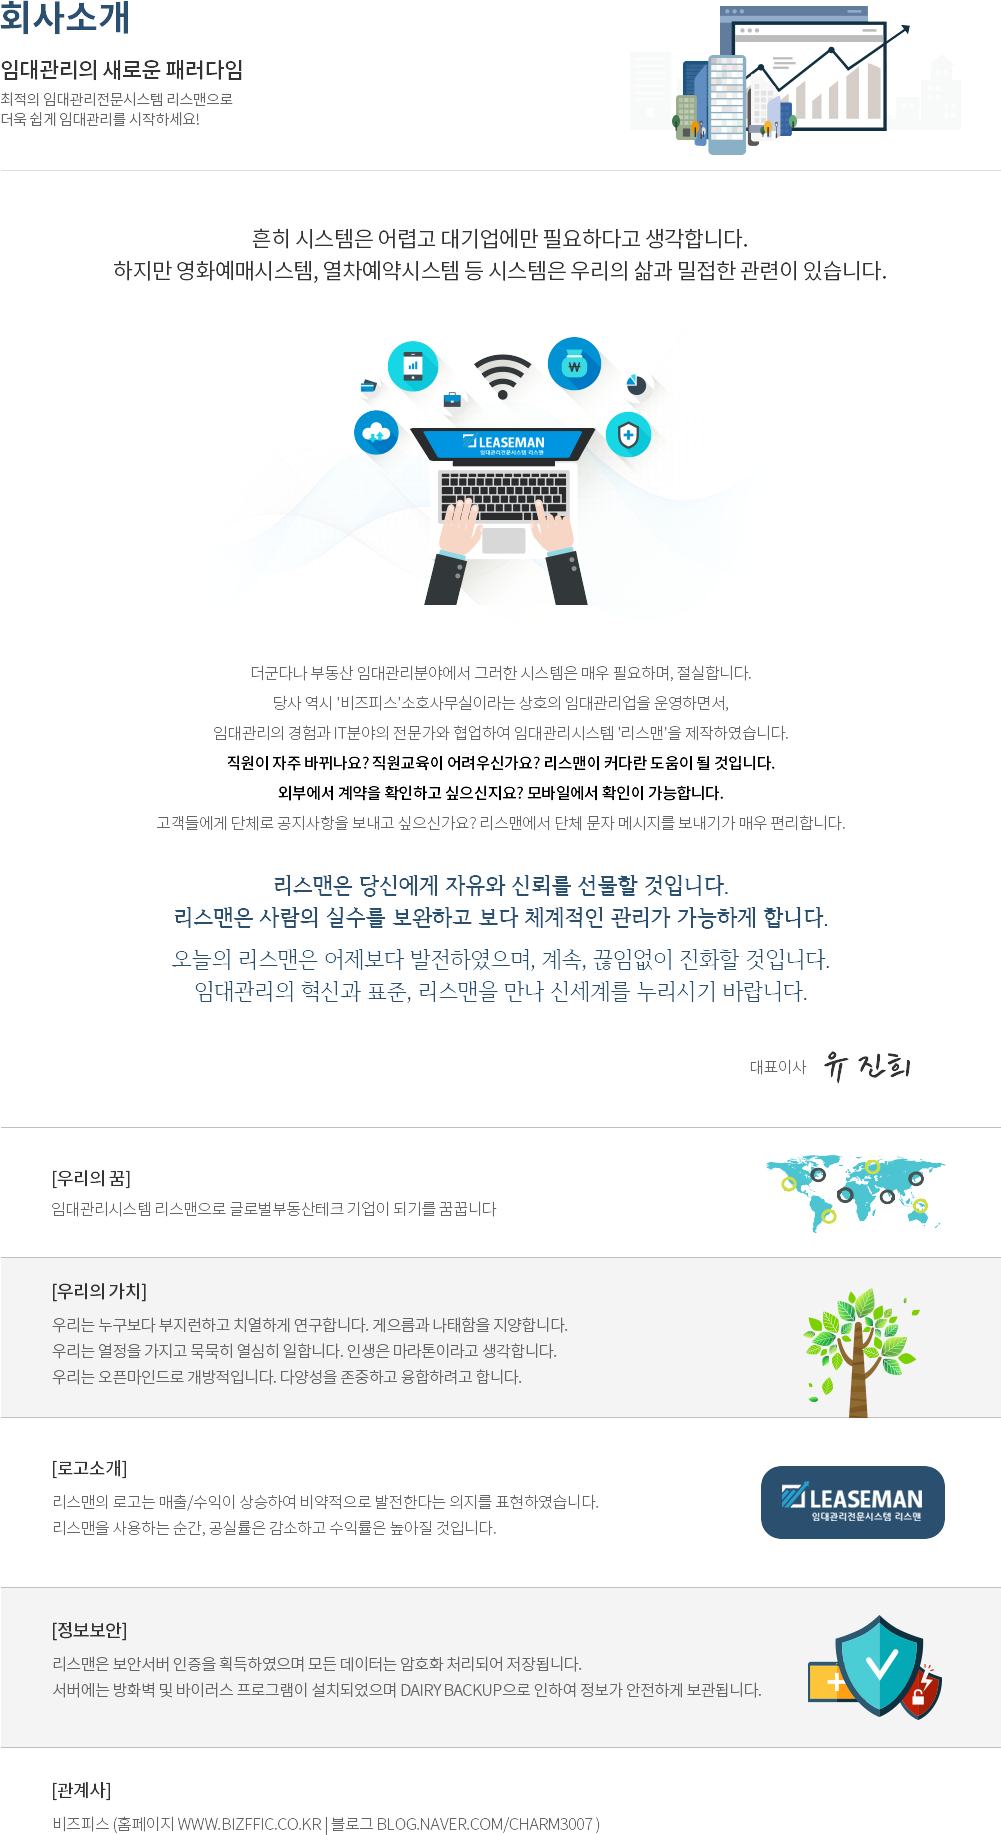 회사소개
임대관리의 새로운 패러다임
최적의 임대관리전문시스템 리스맨으로
더욱 쉽게 임대관리를 시작하세요!
흔히 시스템은 어렵고 대기업에만 필요하다고 생각합니다.
하지만 영화예매시스템, 열차예약시스템 등 시스템은 우리의 삶과 밀접한 관련이 있습니다.
LEASEMAN
임대관리전문시스템 리스맨
더군다나 부동산 임대관리분야에서 그러한 시스템은 매우 필요하며, 절실합니다.
당사 역시 '비즈피스'소호사무실이라는 상호의 임대관리업을 운영하면서,
임대관리의 경험과 IT분야의 전문가와 협업하여 임대관리시스템 '리스맨'을 제작하였습니다.
직원이 자주 바뀌나요? 직원교육이 어려우신가요? 리스맨이 커다란 도움이 될 것입니다.
외부에서 계약을 확인하고 싶으신지요? 모바일에서 확인이 가능합니다.
고객들에게 단체로 공지사항을 보내고 싶으신가요? 리스맨에서 단체 문자 메시지를 보내기가 매우 편리합니다.
리스맨은 당신에게 자유와 신뢰를 선물할 것입니다.
리스맨은 사람의 실수를 보완하고 보다 체계적인 관리가 가능하게 합니다.
오늘의 리스맨은 어제보다 발전하였으며, 계속, 끊임없이 진화할 것입니다.
임대관리의 혁신과 표준, 리스맨을 만나 신세계를 누리시기 바랍니다.
대표이사 유 진희
[우리의 꿈]
임대관리시스템 리스맨으로 글로벌부동산테크 기업이 되기를 꿈꿉니다
[우리의 가치]
우리는 누구보다 부지런하고 치열하게 연구합니다. 게으름과 나태함을 지양합니다.
우리는 열정을 가지고 묵묵히 열심히 일합니다. 인생은 마라톤이라고 생각합니다.
우리는 오픈마인드로 개방적입니다. 다양성을 존중하고 융합하려고 합니다.
[로고소개]
리스맨의 로고는 매출/수익이 상승하여 비약적으로 발전한다는 의지를 표현하였습니다.
리스맨을 사용하는 순간, 공실률은 감소하고 수익률은 높아질 것입니다.
LEASEMAN
임대관리전문시스템 리스맨
[정보보안]
리스맨은 보안서버 인증을 획득하였으며 모든 데이터는 암호화 처리되어 저장됩니다.
서버에는 방화벽 및 바이러스 프로그램이 설치되었으며 DAIRY BACKUP으로 인하여 정보가 안전하게 보관됩니다.
[관계사]
비즈피스 (홈페이지 WWW.BIZFFIC.CO.KR | 블로그 BLOG.NAVER.COM/CHARM3007 )